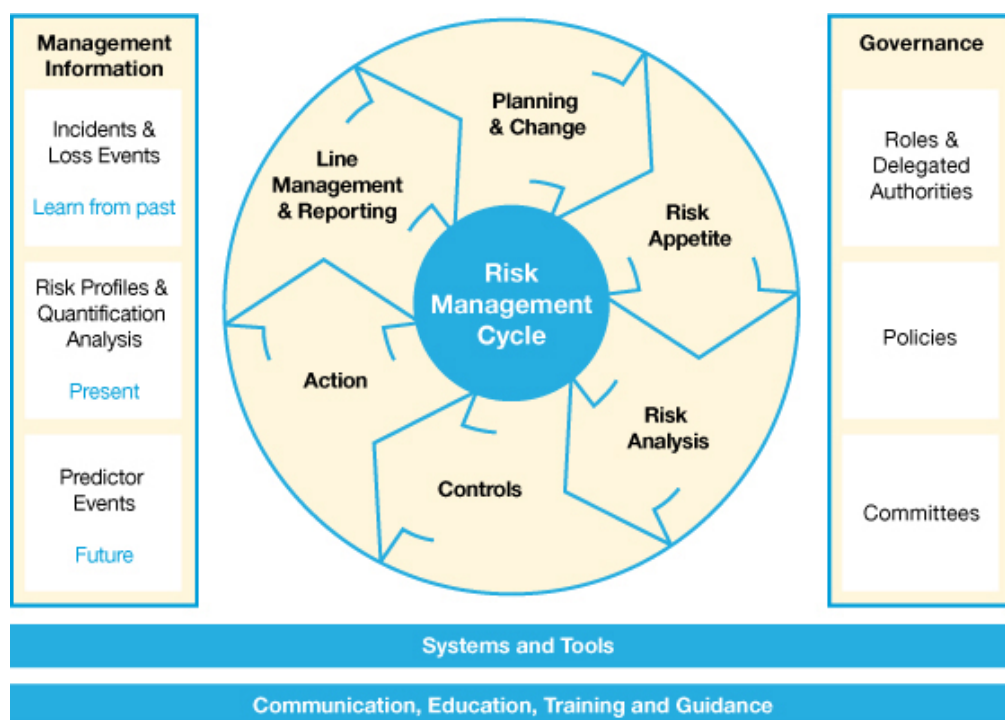 Management
Information
Incidents &
Loss Events
Learn from past
Risk Profiles &
Quantification
Analysis
Present
Predictor
Events
Future
Planning
& Change
Risk
Appetite
Risk
Analysis
Controls
Action
Line
Management
& Reporting
Risk
Management
Cycle
Governance
Roles &
Delegated
Authorities
Policies
Committees
Systems and Tools
Communication, Education, Training and Guidance